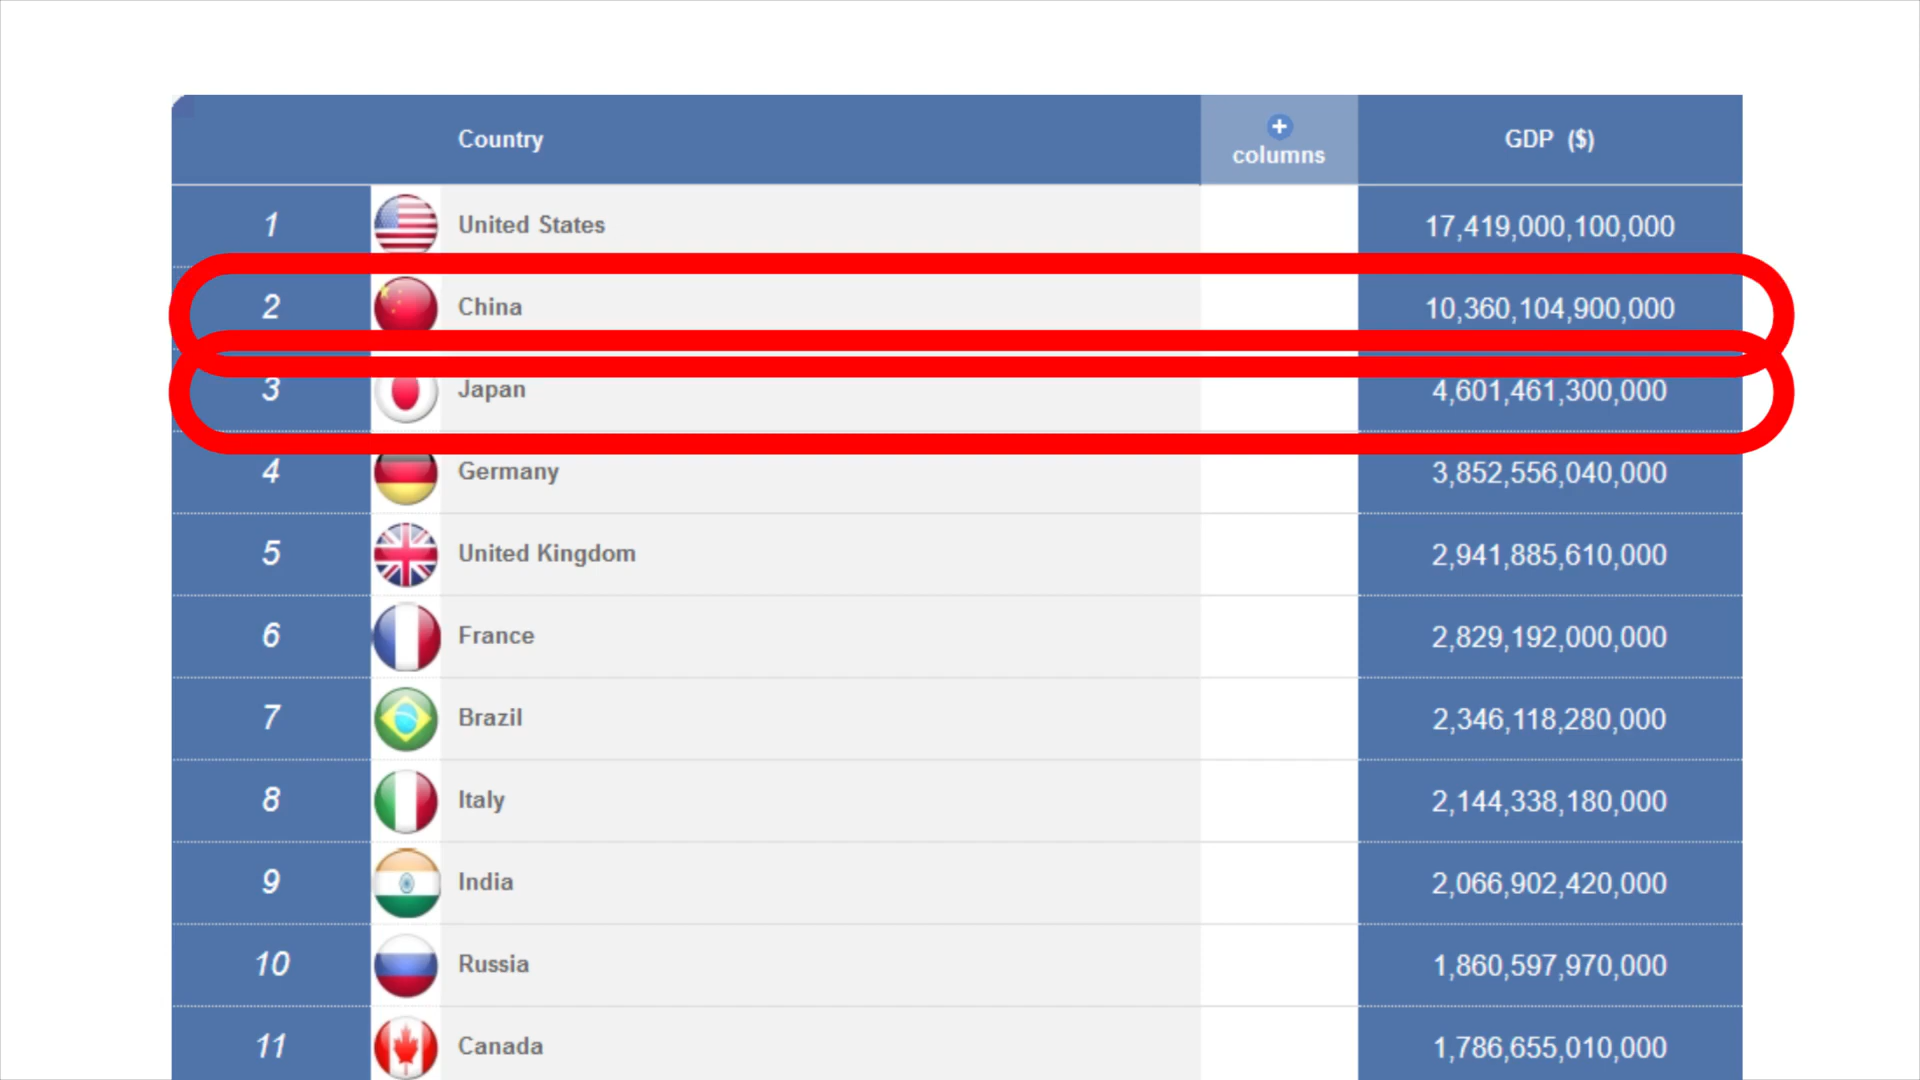 Country + columns GDP ($)
1 United States 17,419,000,100,000
2 China 10,360,104,900,000
3 Japan 4,601,461,300,000
4 Germany 3,852,556,040,000
5 United Kingdom 2,941,885,610,000
6 France 2,829,192,000,000
7 Brazil 2,346,118,280,000
8 Italy 2,144,338,180,000
9 India 2,066,902,420,000
10 Russia 1,860,597,970,000
11 Canada 1,786,655,010,000